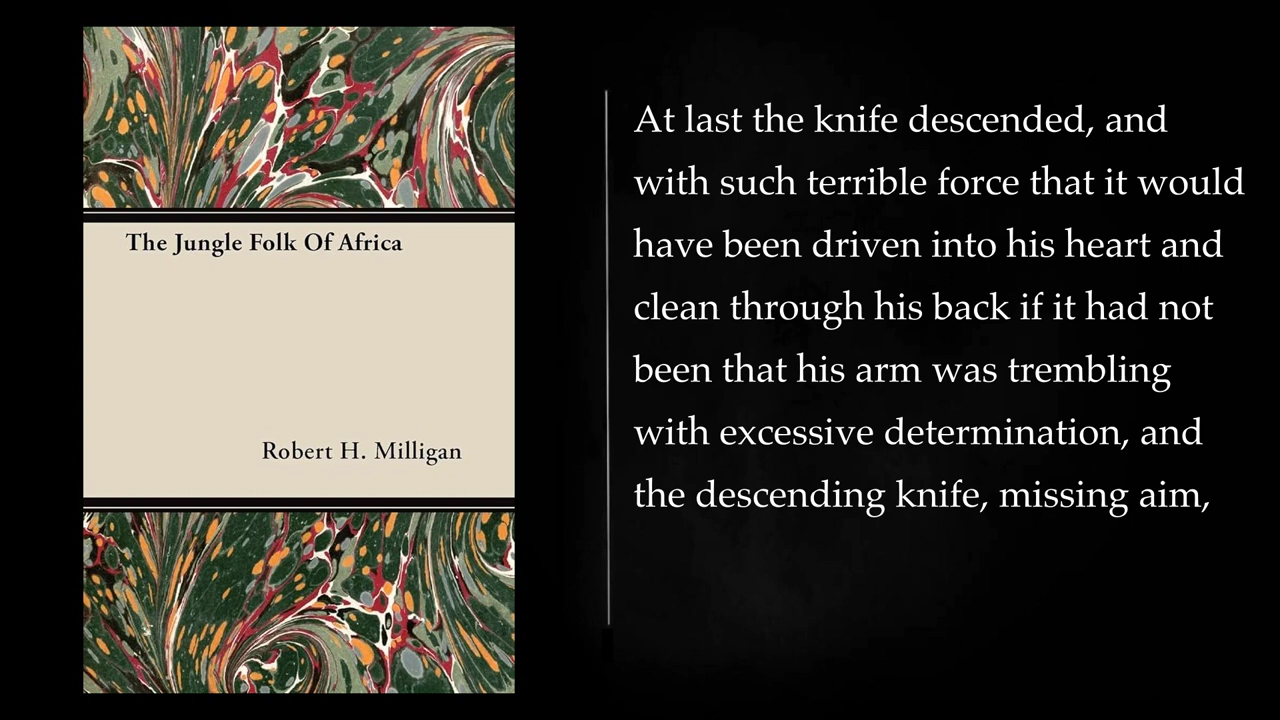 The Jungle Folk Of Africa
Robert H. Milligan
At last the knife descended, and
with such terrible force that it would
have been driven into his heart and
clean through his back if it had not
been that his arm was trembling
with excessive determination, and
the descending knife, missing aim,